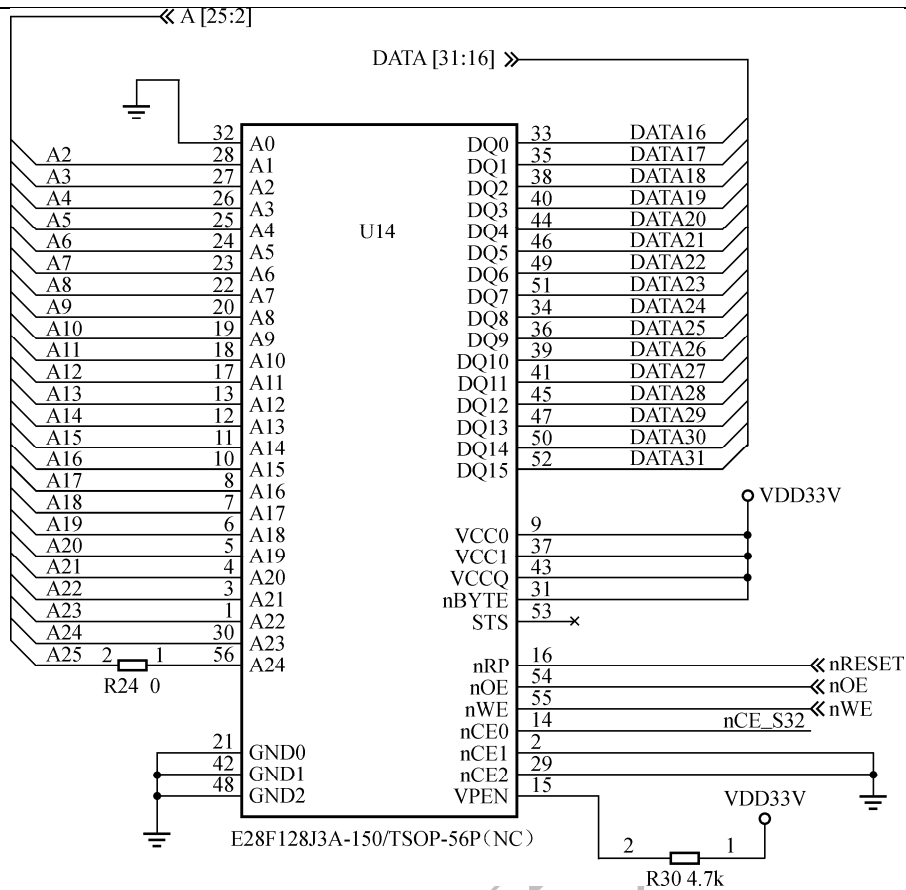 A [25:2]
DATA [31:16]
32 A0 DQ0 33 DATA16
A2 28 A1 DQ1 35 DATA17
A3 27 A2 DQ2 38 DATA18
A4 26 A3 DQ3 40 DATA19
A5 25 A4 U14 DQ4 44 DATA20
A6 24 A5 DQ5 46 DATA21
A7 23 A6 DQ6 49 DATA22
A8 22 A7 DQ7 51 DATA23
A9 20 A8 DQ8 34 DATA24
A10 19 A9 DQ9 36 DATA25
A11 18 A10 DQ10 39 DATA26
A12 17 A11 DQ11 41 DATA27
A13 13 A12 DQ12 45 DATA28
A14 12 A13 DQ13 47 DATA29
A15 11 A14 DQ14 50 DATA30
A16 10 A15 DQ15 52 DATA31
A17 8 A16
A18 7 A17 VDD33V
A19 6 A18 VCC0 9
A20 5 A19 VCC1 37
A21 4 A20 VCCQ 43
A22 3 A21 nBYTE 31
A23 1 A22 STS 53
A24 30 A23
A25 2 1 56 A24 nRP 16 nRESET
R24 0 nOE 54 nOE
nWE 55 nWE
nCE0 14 nCE_S32
21 GND0 nCE1 2
42 GND1 nCE2 29
48 GND2 VPEN 15
VDD33V
E28F128J3A-150/TSOP-56P(NC)
2 1
R30 4.7k